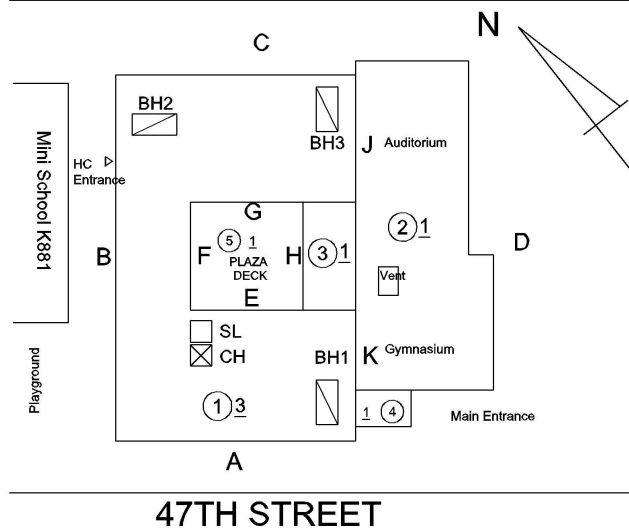 N
C
BH2
BH3
J Auditorium
HC
Entrance
Mini School K881
G
5 1
2 1
F
H
3 1
D
B
PLAZA
DECK
Vent
E
SL
CH
BH1
K Gymnasium
Playground
1 3
1 4
Main Entrance
A
47TH STREET